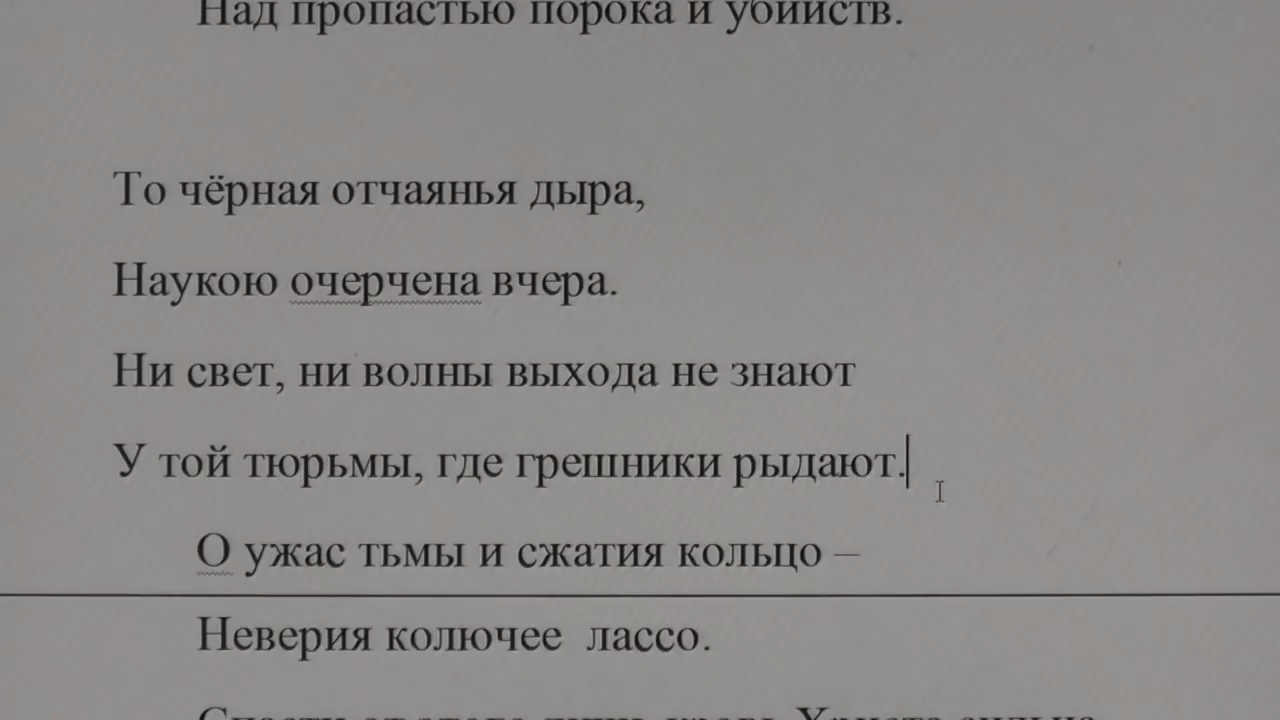 Над пропастью порока и убийств.
То чёрная отчаянья дыра,
Наукою очерчена вчера.
Ни свет, ни волны выхода не знают
У той тюрьмы, где грешники рыдают.
О ужас тьмы и сжатия кольцо –
Неверия колючее  лассо.